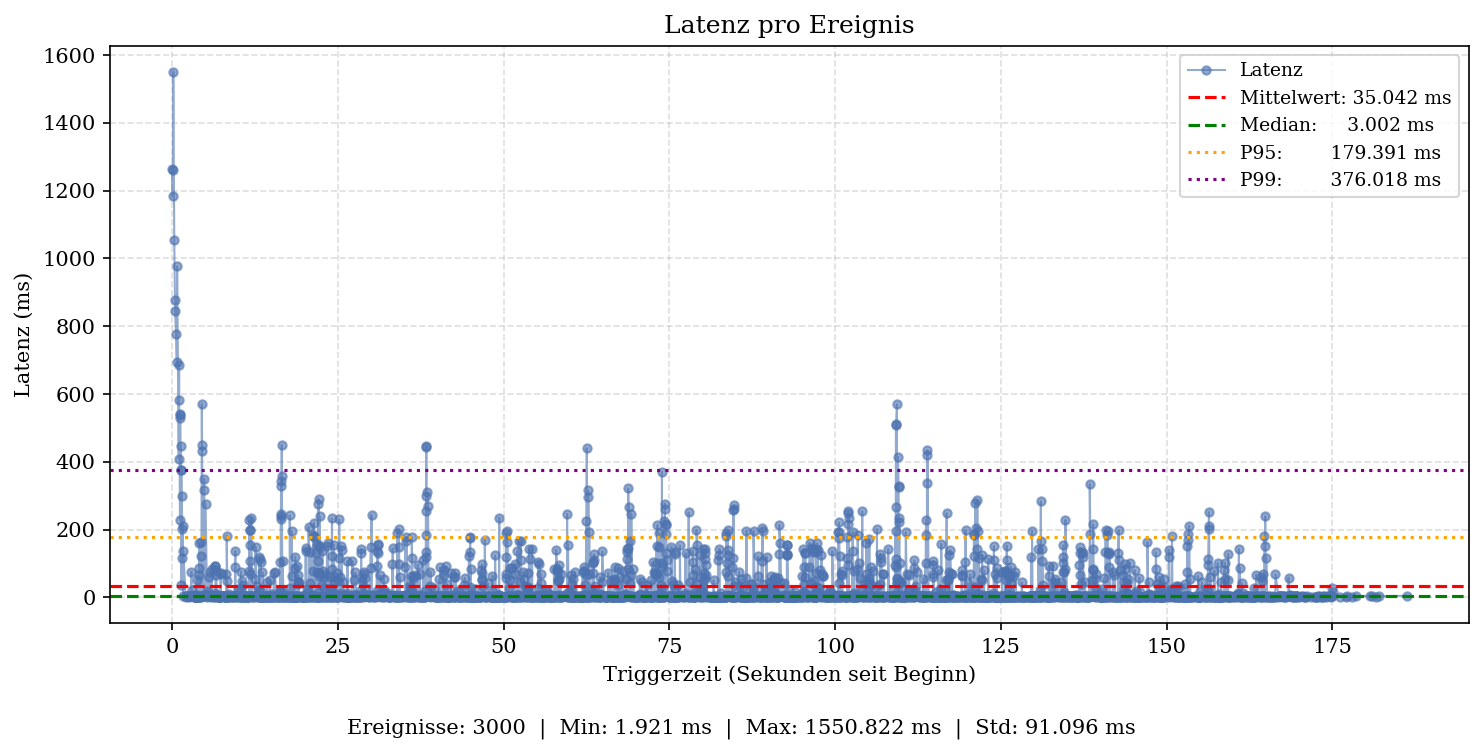 Latenz pro Ereignis
1600
1400
1200
1000
800
600
400
200
0
Latenz (ms)
Latenz
Mittelwert: 35.042 ms
Median: 3.002 ms
P95: 179.391 ms
P99: 376.018 ms
0 25 50 75 100 125 150 175
Triggerzeit (Sekunden seit Beginn)
Ereignisse: 3000 | Min: 1.921 ms | Max: 1550.822 ms | Std: 91.096 ms